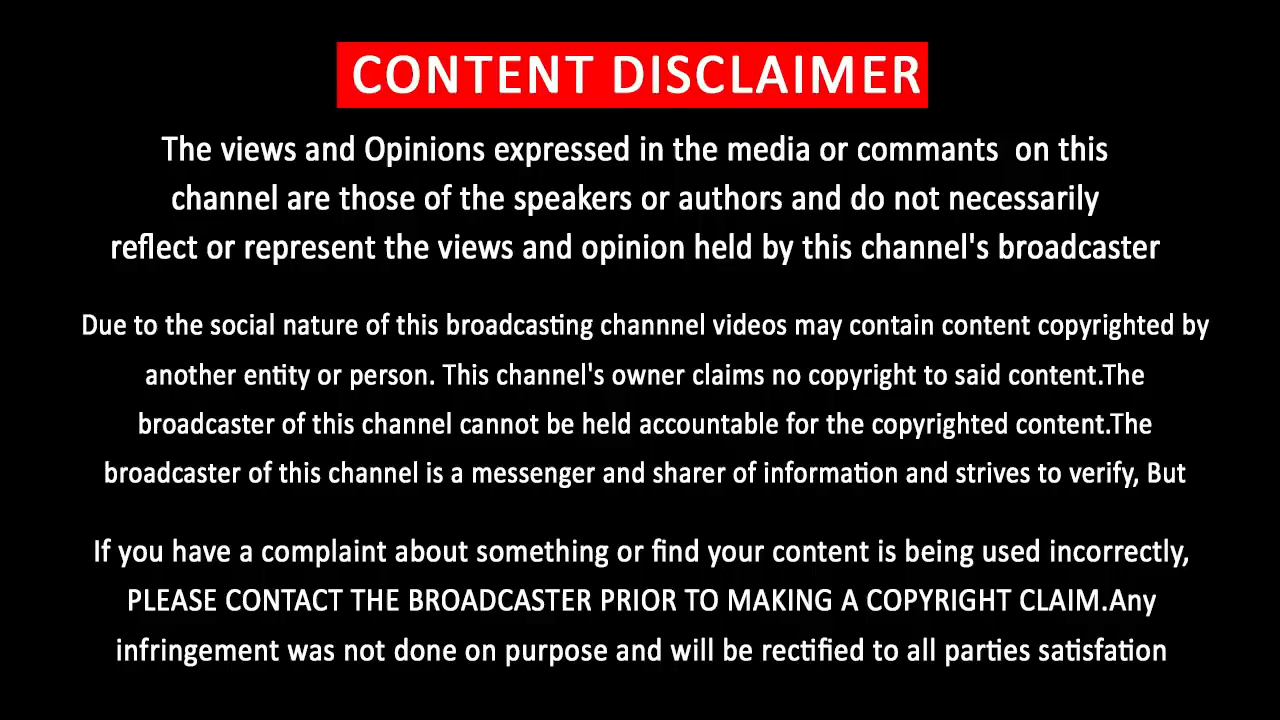 CONTENT DISCLAIMER
The views and Opinions expressed in the media or commants on this
channel are those of the speakers or authors and do not necessarily
reflect or represent the views and opinion held by this channel's broadcaster
Due to the social nature of this broadcasting channnel videos may contain content copyrighted by
another entity or person. This channel's owner claims no copyright to said content.The
broadcaster of this channel cannot be held accountable for the copyrighted content.The
broadcaster of this channel is a messenger and sharer of information and strives to verify, But
If you have a complaint about something or find your content is being used incorrectly,
PLEASE CONTACT THE BROADCASTER PRIOR TO MAKING A COPYRIGHT CLAIM.Any
infringement was not done on purpose and will be rectified to all parties satisfation